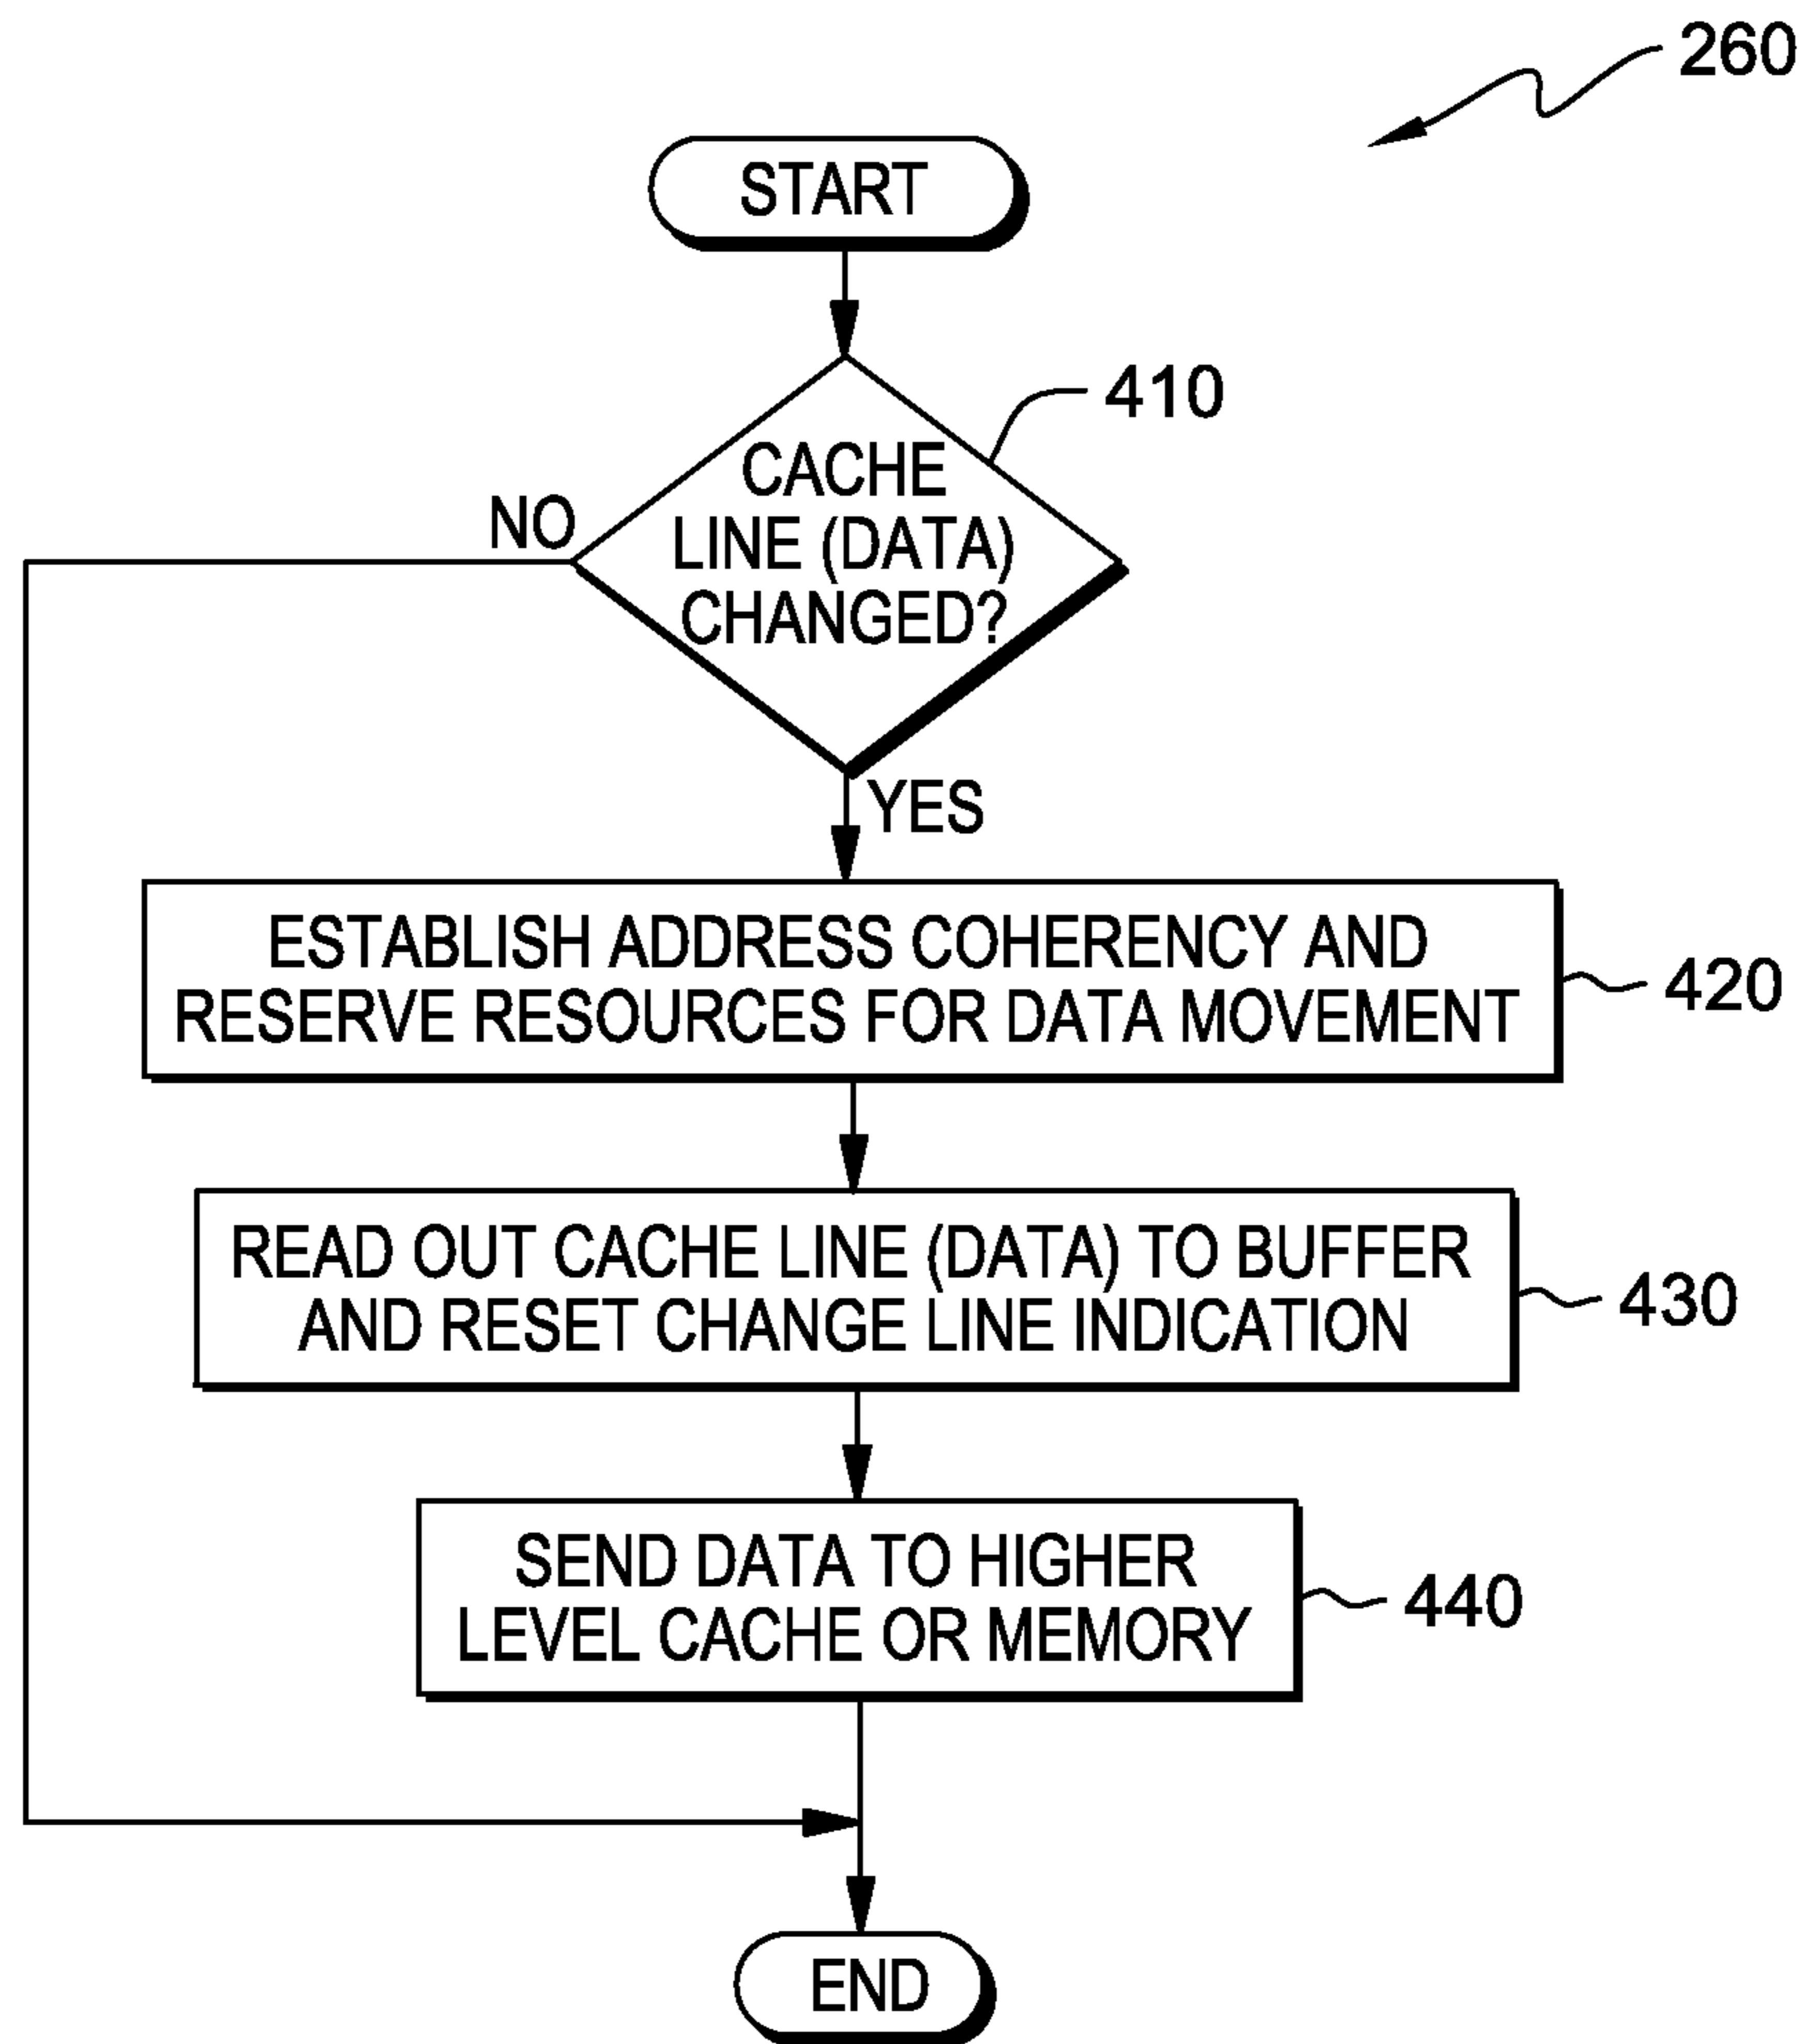 260
START
410
CACHE
LINE (DATA)
CHANGED?
NO
YES
ESTABLISH ADDRESS COHERENCY AND
RESERVE RESOURCES FOR DATA MOVEMENT
420
READ OUT CACHE LINE (DATA) TO BUFFER
AND RESET CHANGE LINE INDICATION
430
SEND DATA TO HIGHER
LEVEL CACHE OR MEMORY
440
END